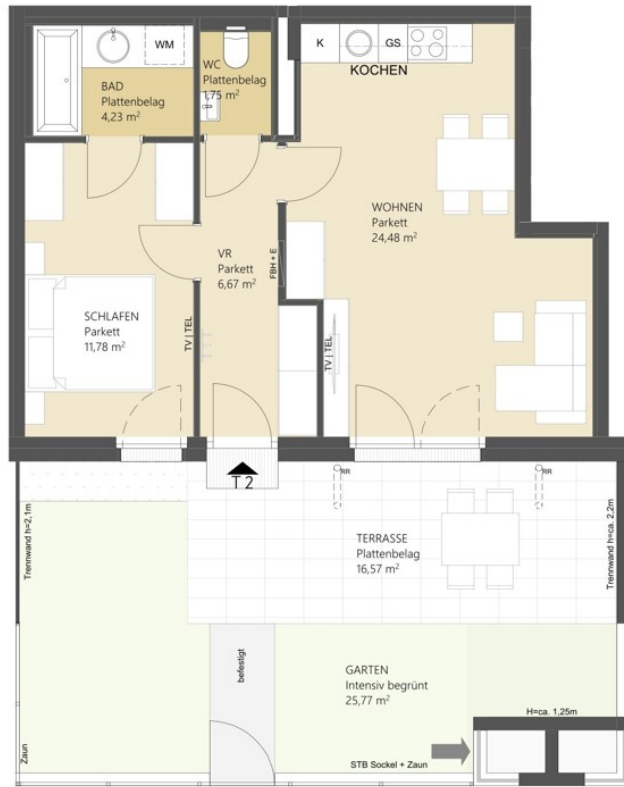 WM
BAD
Plattenbelag
4,23 m²
WC
Plattenbelag
1,75 m²
K
GS
KOCHEN
WOHNEN
Parkett
24,48 m²
VR
Parkett
6,67 m²
FBH + E
SCHLAFEN
Parkett
11,78 m²
TV | TEL
TV | TEL
T 2
RR
RR
Trennwand h=2,1m
TERRASSE
Plattenbelag
16,57 m²
Trennwand h=ca. 2,2m
befestigt
GARTEN
Intensiv begrünt
25,77 m²
H=ca. 1,25m
Zaun
STB Sockel + Zaun